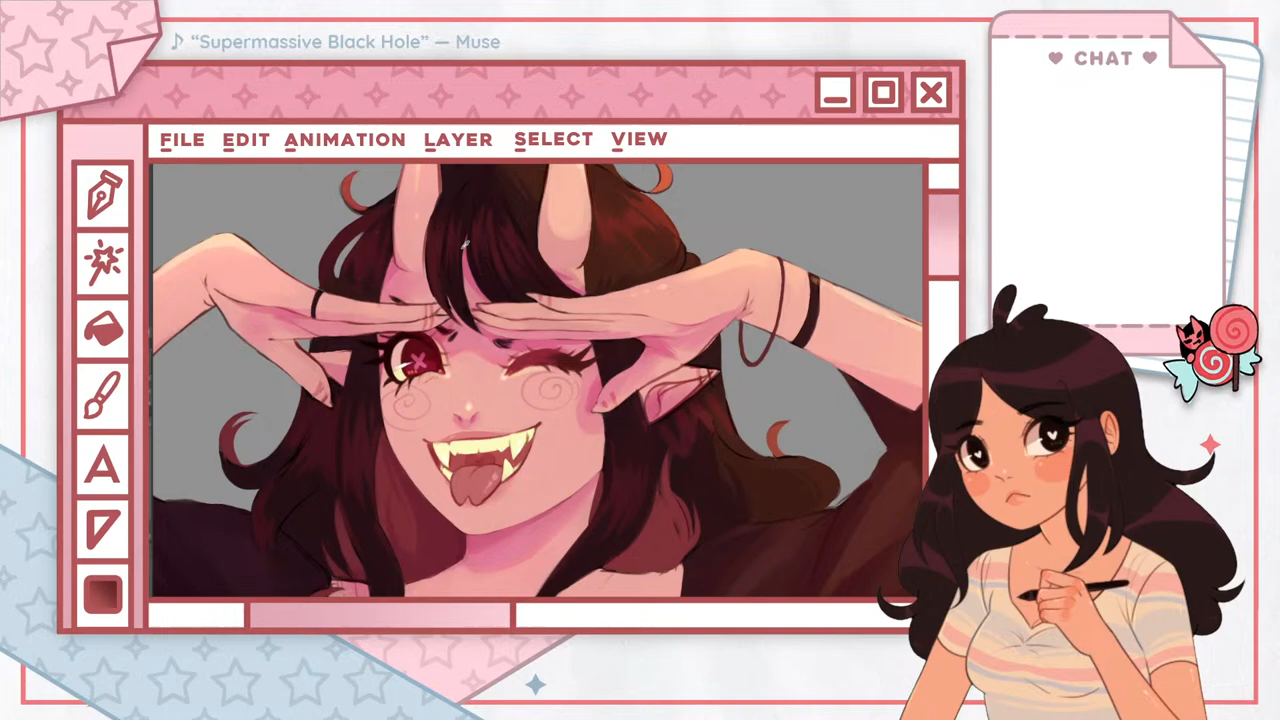 ♪ “Supermassive Black Hole” — Muse
♥ CHAT ♥
FILE EDIT ANIMATION LAYER SELECT VIEW
A